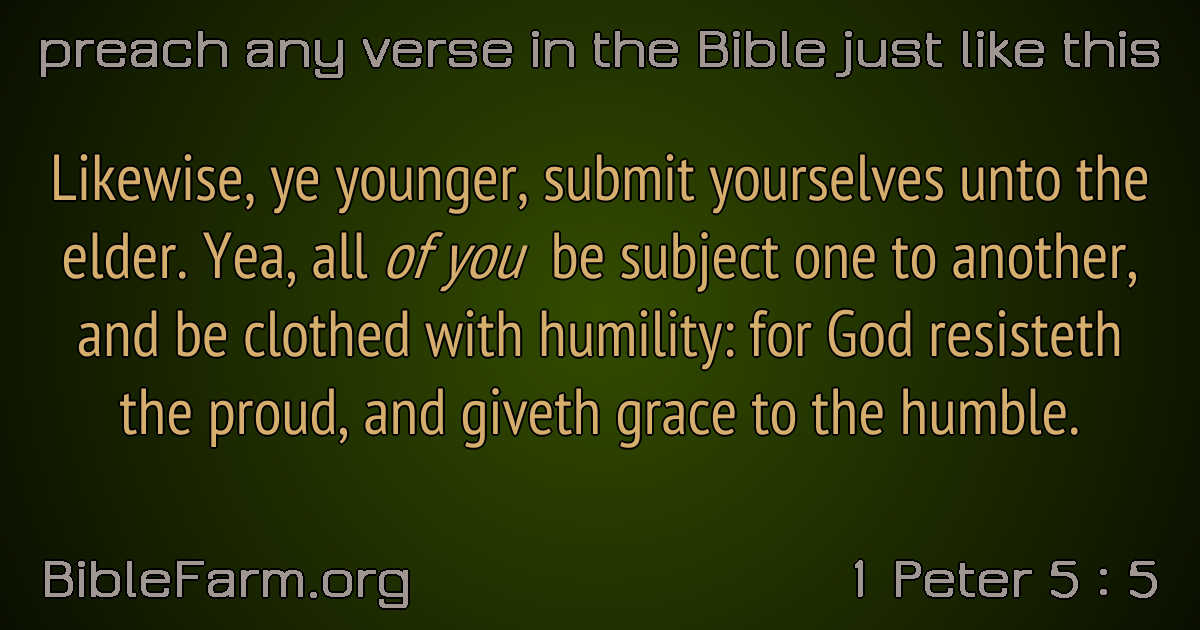 preach any verse in the Bible just like this
Likewise, ye younger, submit yourselves unto the
elder. Yea, all of you be subject one to another,
and be clothed with humility: for God resisteth
the proud, and giveth grace to the humble.
BibleFarm.org
1 Peter 5 : 5